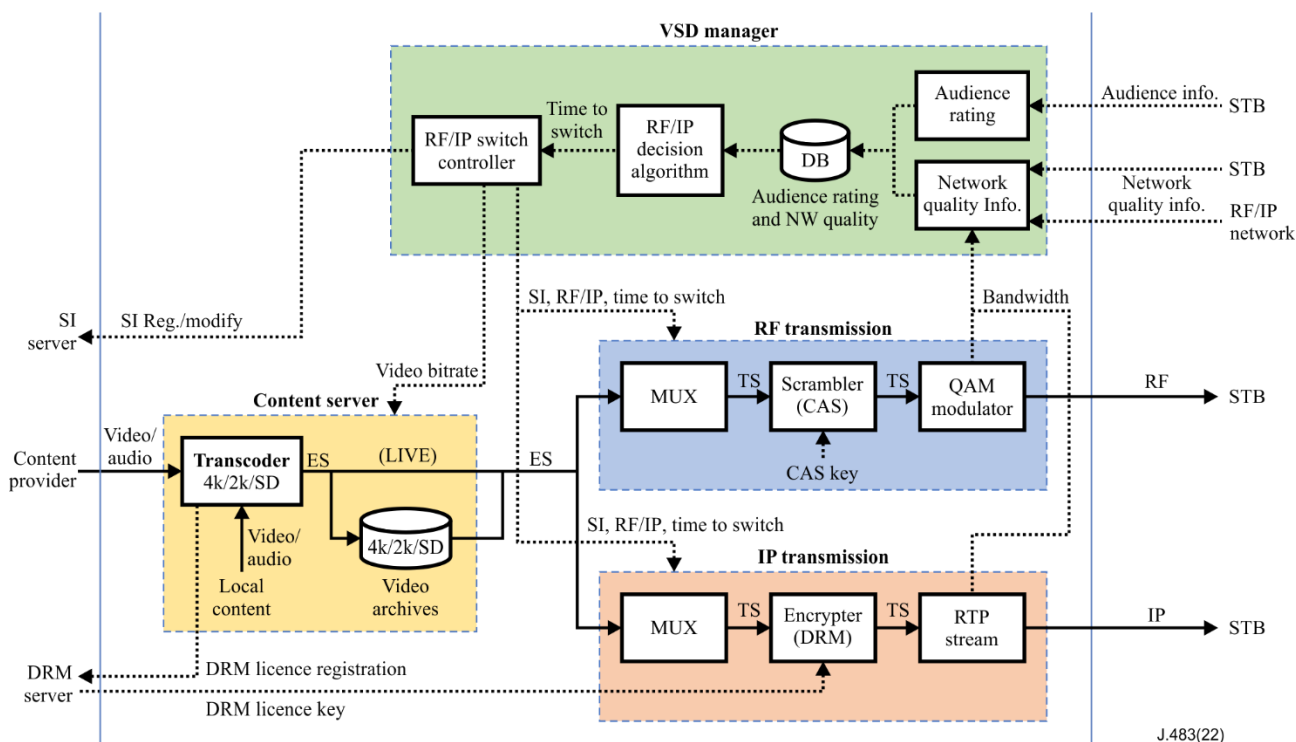 VSD manager
Audience
rating
Audience info.
STB
Time to
switch
RF/IP switch
controller
RF/IP
decision
algorithm
DB
Audience rating
and NW quality
Network
quality Info.
STB
Network
quality info.
RF/IP
network
SI, RF/IP, time to switch
Bandwidth
SI
server
SI Reg./modify
RF transmission
Video bitrate
MUX
TS
Scrambler
(CAS)
TS
QAM
modulator
RF
STB
CAS key
Content server
Video/
audio
Content
provider
Transcoder
4k/2k/SD
ES
(LIVE)
ES
4k/2k/SD
Video/
audio
Local
content
Video
archives
SI, RF/IP, time to switch
IP transmission
MUX
TS
Encrypter
(DRM)
TS
RTP
stream
IP
STB
DRM
server
DRM licence registration
DRM licence key
J.483(22)